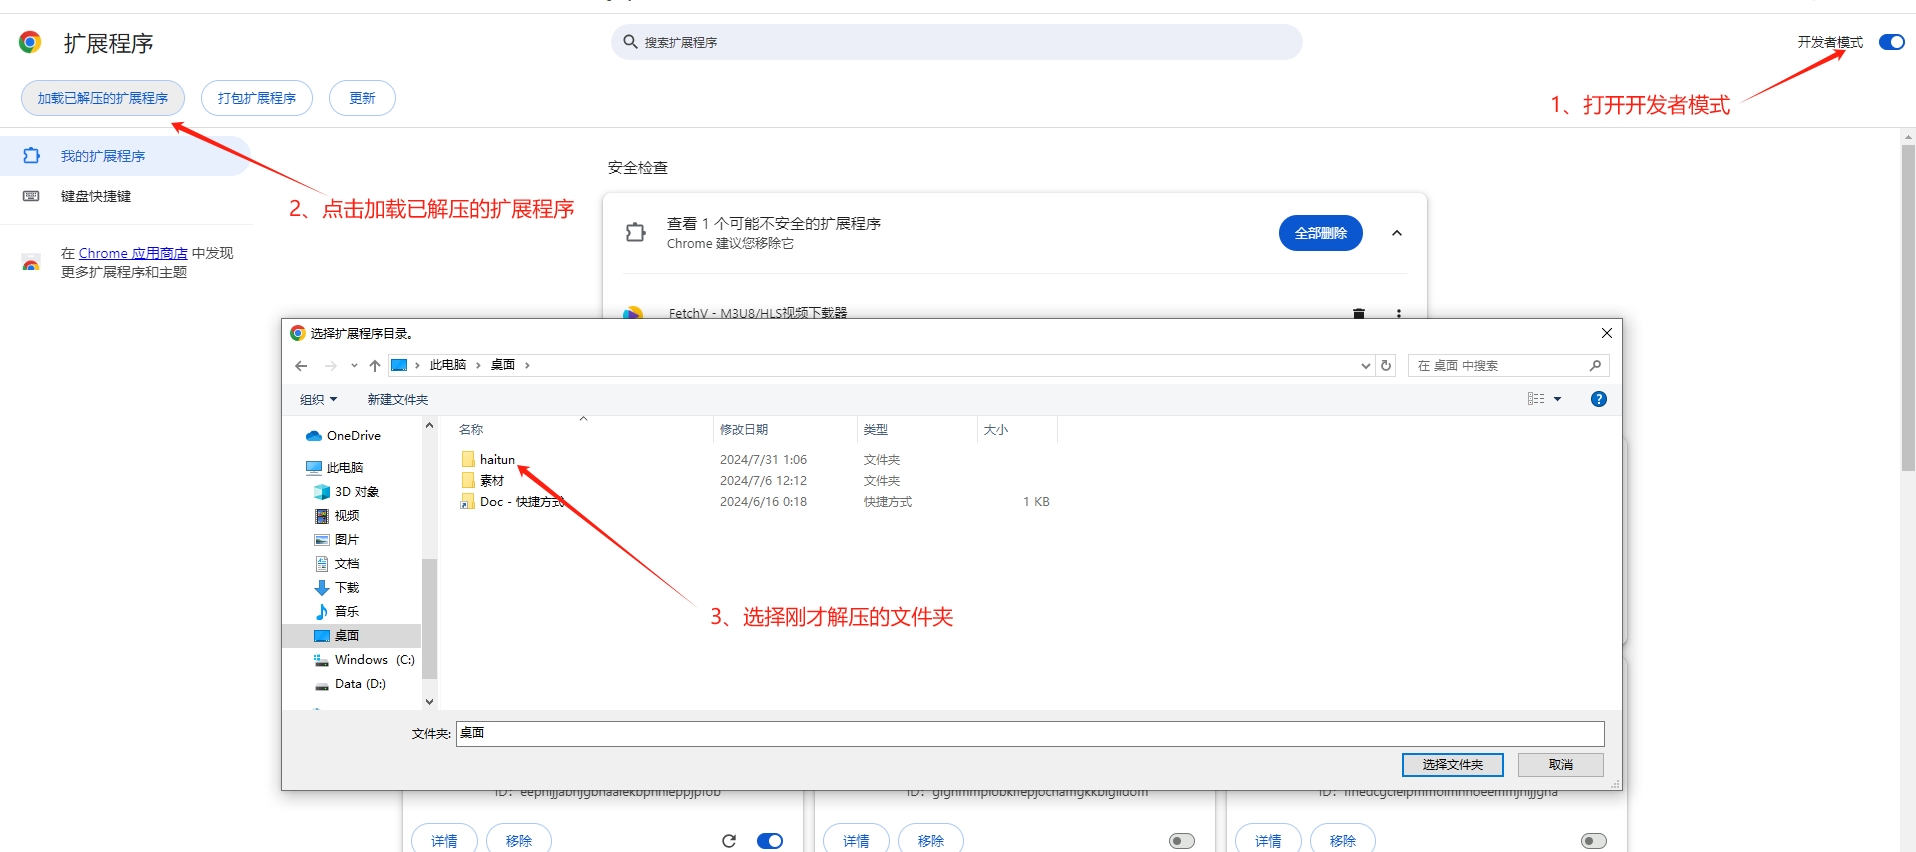 扩展程序
搜索扩展程序
开发者模式
加载已解压的扩展程序
打包扩展程序
更新
1、打开开发者模式
我的扩展程序
键盘快捷键
在 Chrome 应用商店 中发现
更多扩展程序和主题
2、点击加载已解压的扩展程序
安全检查
查看 1 个可能不安全的扩展程序
Chrome 建议您移除它
全部删除
FetchV - M3U8/HLS视频下载器
选择扩展程序目录。
此电脑
桌面
在 桌面 中搜索
组织
新建文件夹
OneDrive
此电脑
3D 对象
视频
图片
文档
下载
音乐
桌面
Windows (C:)
Data (D:)
名称
修改日期
类型
大小
haitun
2024/7/31 1:06
文件夹
素材
2024/7/6 12:12
文件夹
Doc - 快捷方式
2024/6/16 0:18
快捷方式
1 KB
3、选择刚才解压的文件夹
文件夹:
桌面
选择文件夹
取消
详情
移除
详情
移除
详情
移除